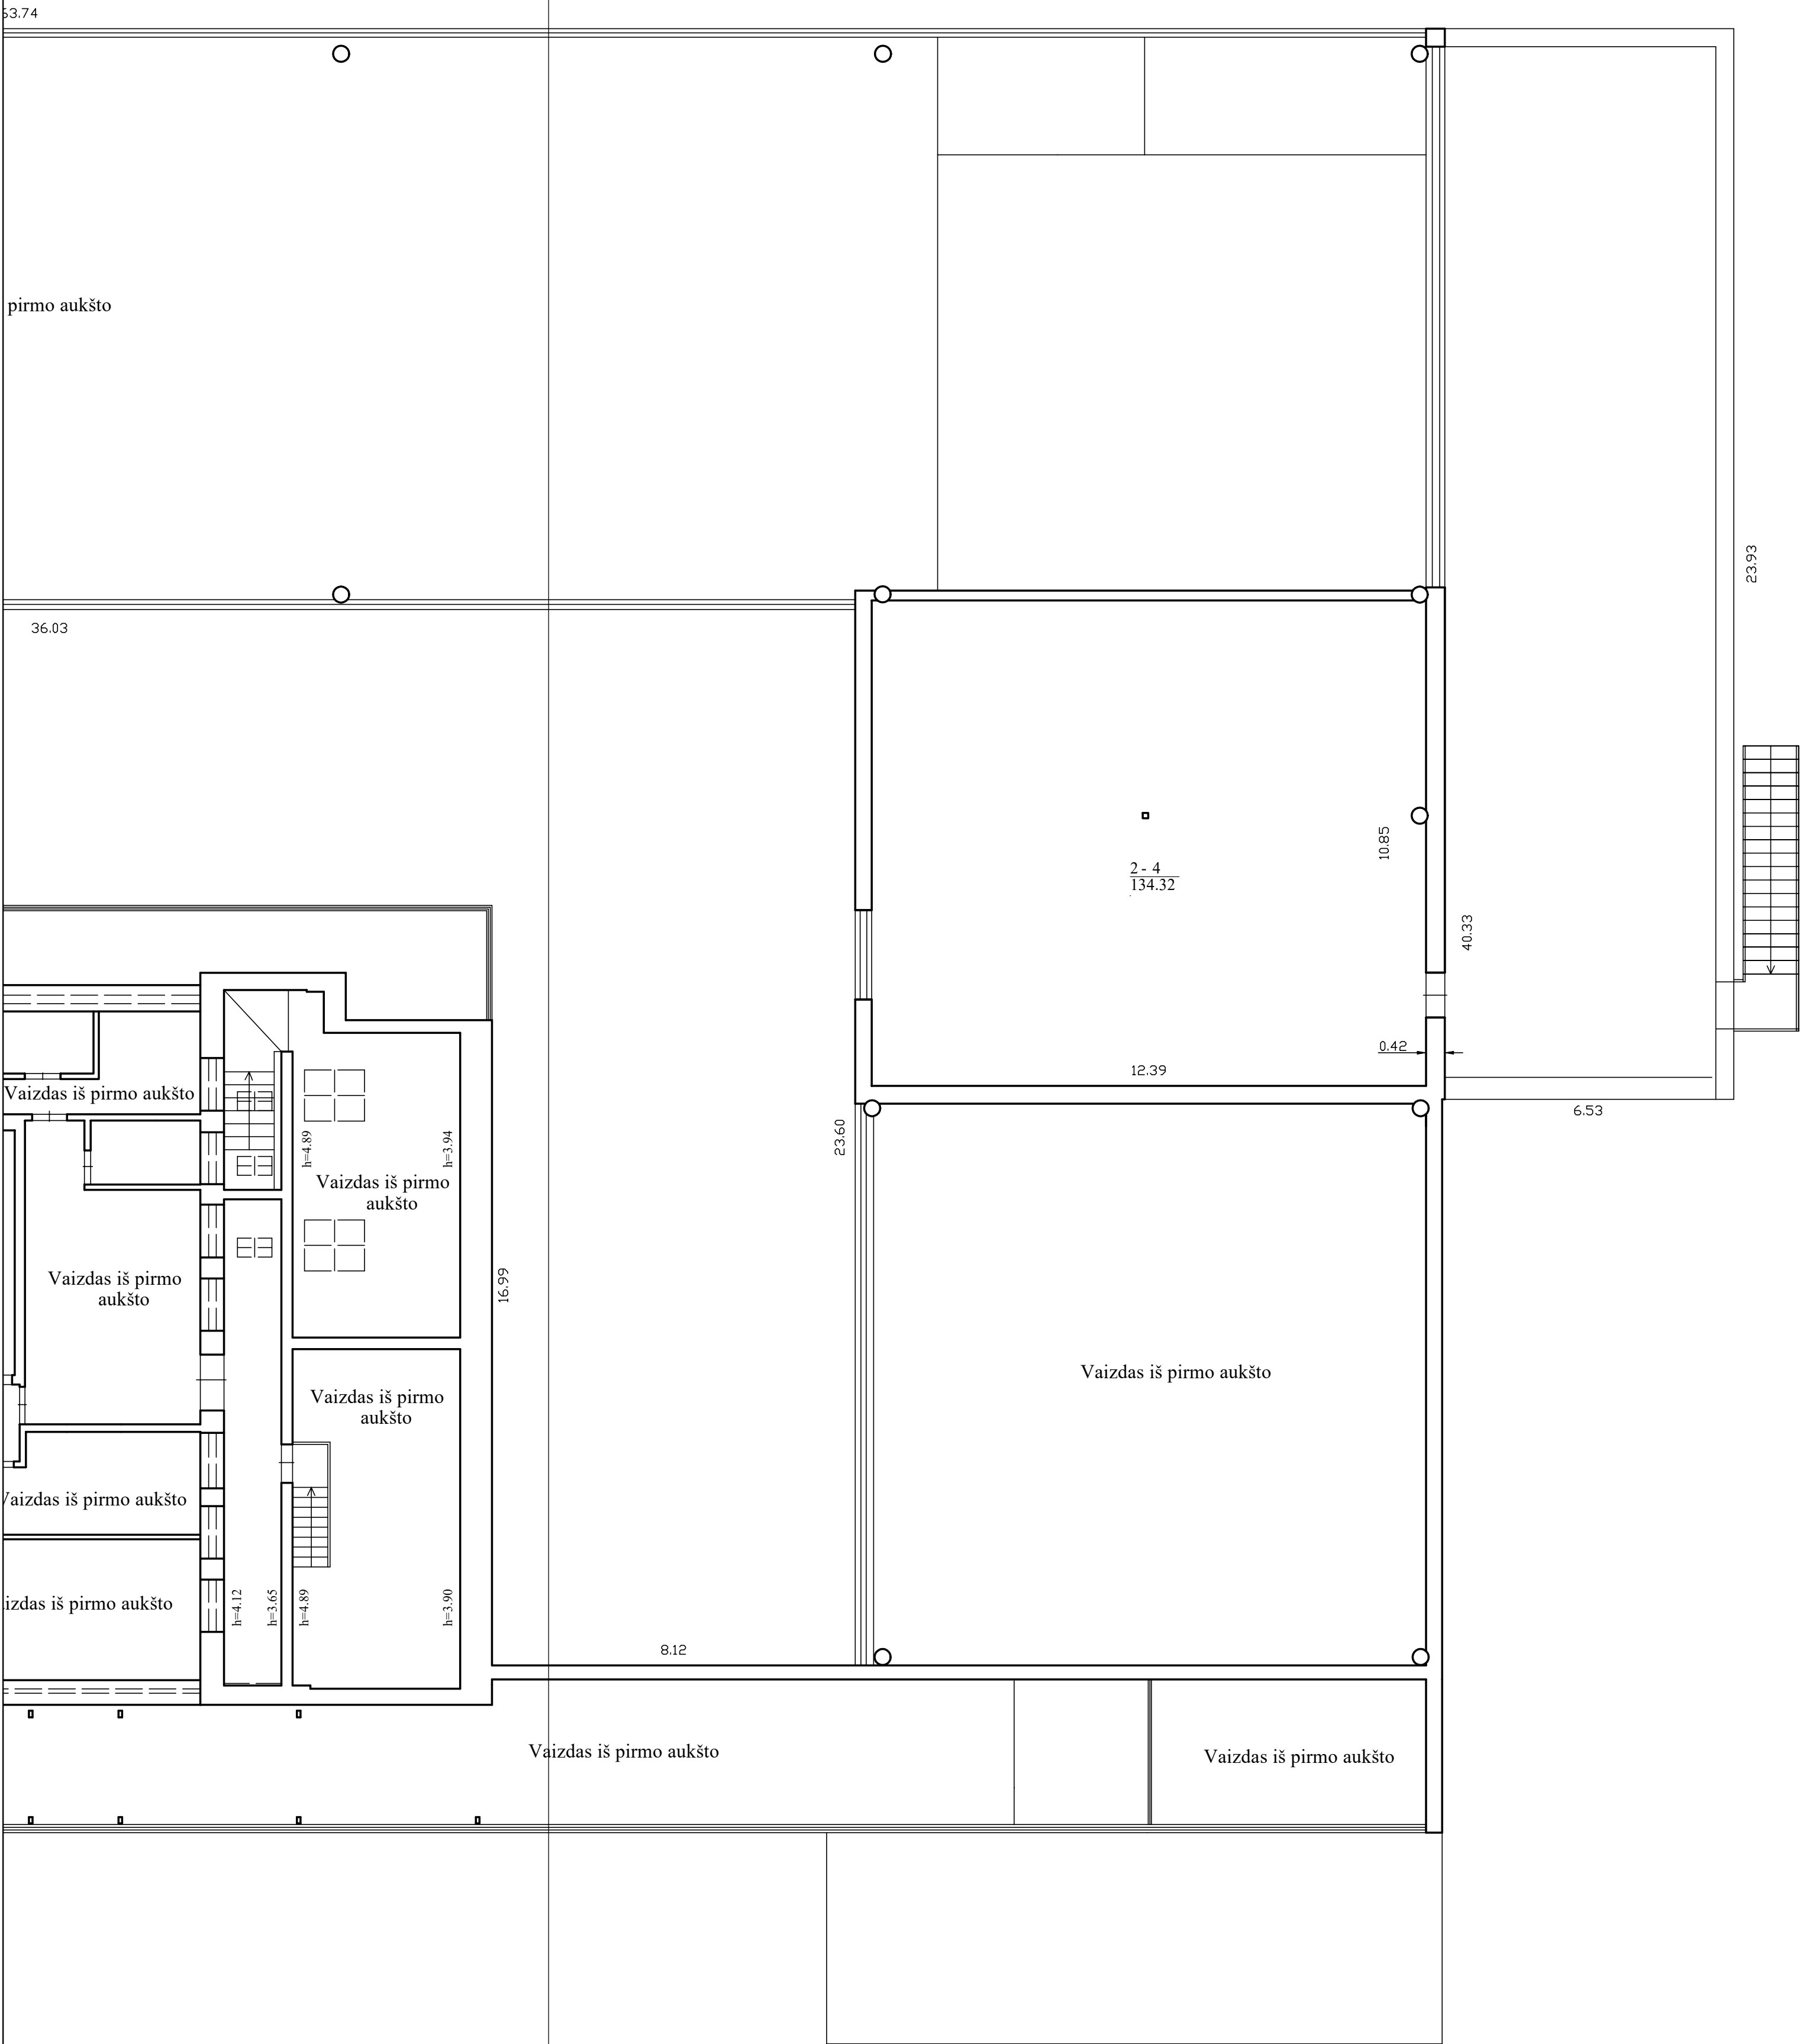 63.74
pirmo aukšto
23.93
36.03
10.85
2 - 4
134.32
40.33
0.42
12.39
6.53
Vaizdas iš pirmo aukšto
23.60
h=4.89
h=3.94
Vaizdas iš pirmo
aukšto
Vaizdas iš pirmo
aukšto
16.99
Vaizdas iš pirmo aukšto
Vaizdas iš pirmo
aukšto
Vaizdas iš pirmo aukšto
iš pirmo aukšto
h=4.12
h=3.65
h=4.89
h=3.90
8.12
Vaizdas iš pirmo aukšto
Vaizdas iš pirmo aukšto